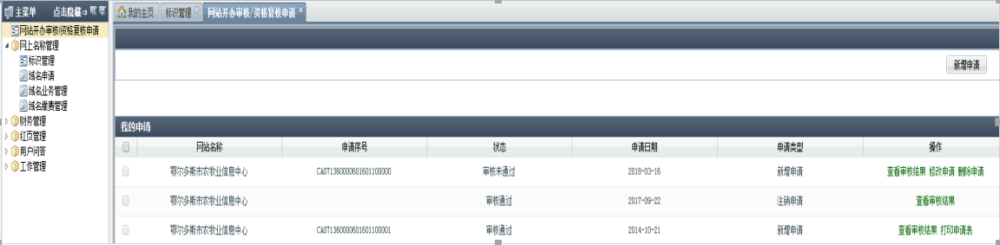 主菜单 点击隐藏⇒
我的主页 标识管理 网站开办审核/资格复核申请
网站开办审核/资格复核申请
网上名称管理
标识管理
域名申请
域名业务管理
域名缴费管理
财务管理
红页管理
用户问答
工作管理
新增申请
我的申请
网站名称 申请序号 状态 申请日期 申请类型 操作
鄂尔多斯市农牧业信息中心 CA071360000601601100000 审核未通过 2018-03-16 新增申请 查看审核结果 修改申请 删除申请
鄂尔多斯市农牧业信息中心 审核通过 2017-09-22 注销申请 查看审核结果
鄂尔多斯市农牧业信息中心 CA071360000601601100001 审核通过 2014-10-21 新增申请 查看审核结果 打印申请表